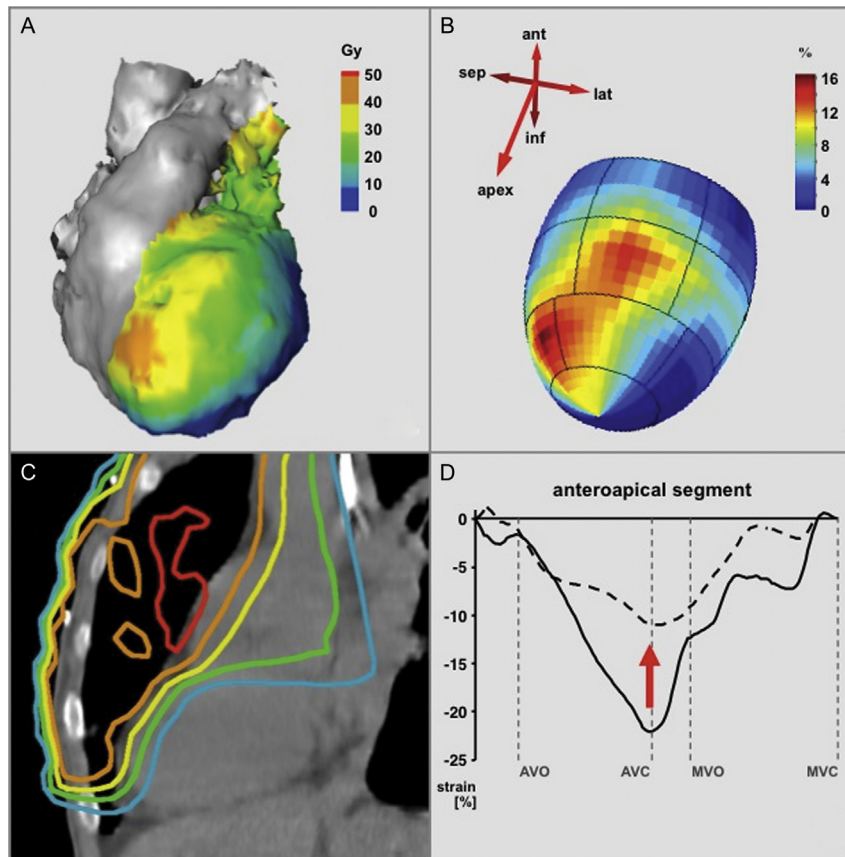 A
Gy
50
40
30
20
10
0
B
ant
sep
lat
inf
apex
%
16
12
8
4
0
C
D
anteroapical segment
0
-5
-10
-15
-20
-25
strain
[%]
AVO
AVC
MVO
MVC